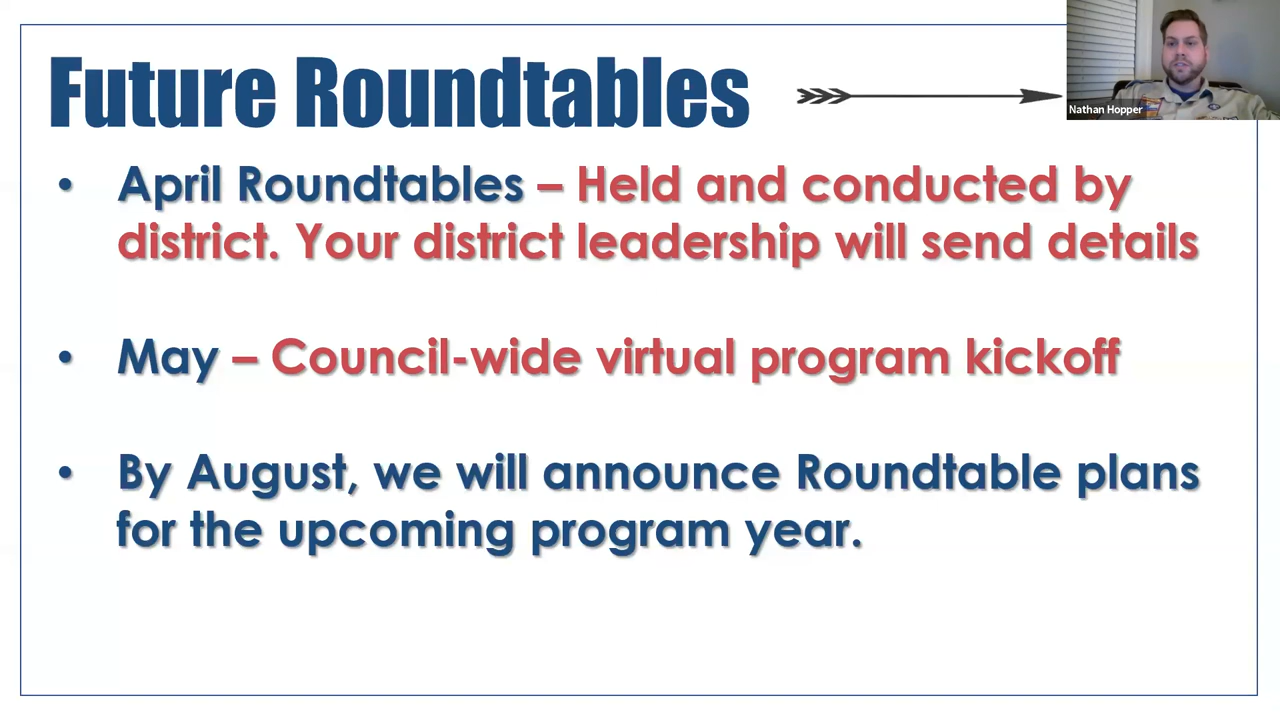 Future Roundtables
Nathan Hopper
• April Roundtables – Held and conducted by
district. Your district leadership will send details
• May – Council-wide virtual program kickoff
• By August, we will announce Roundtable plans
for the upcoming program year.